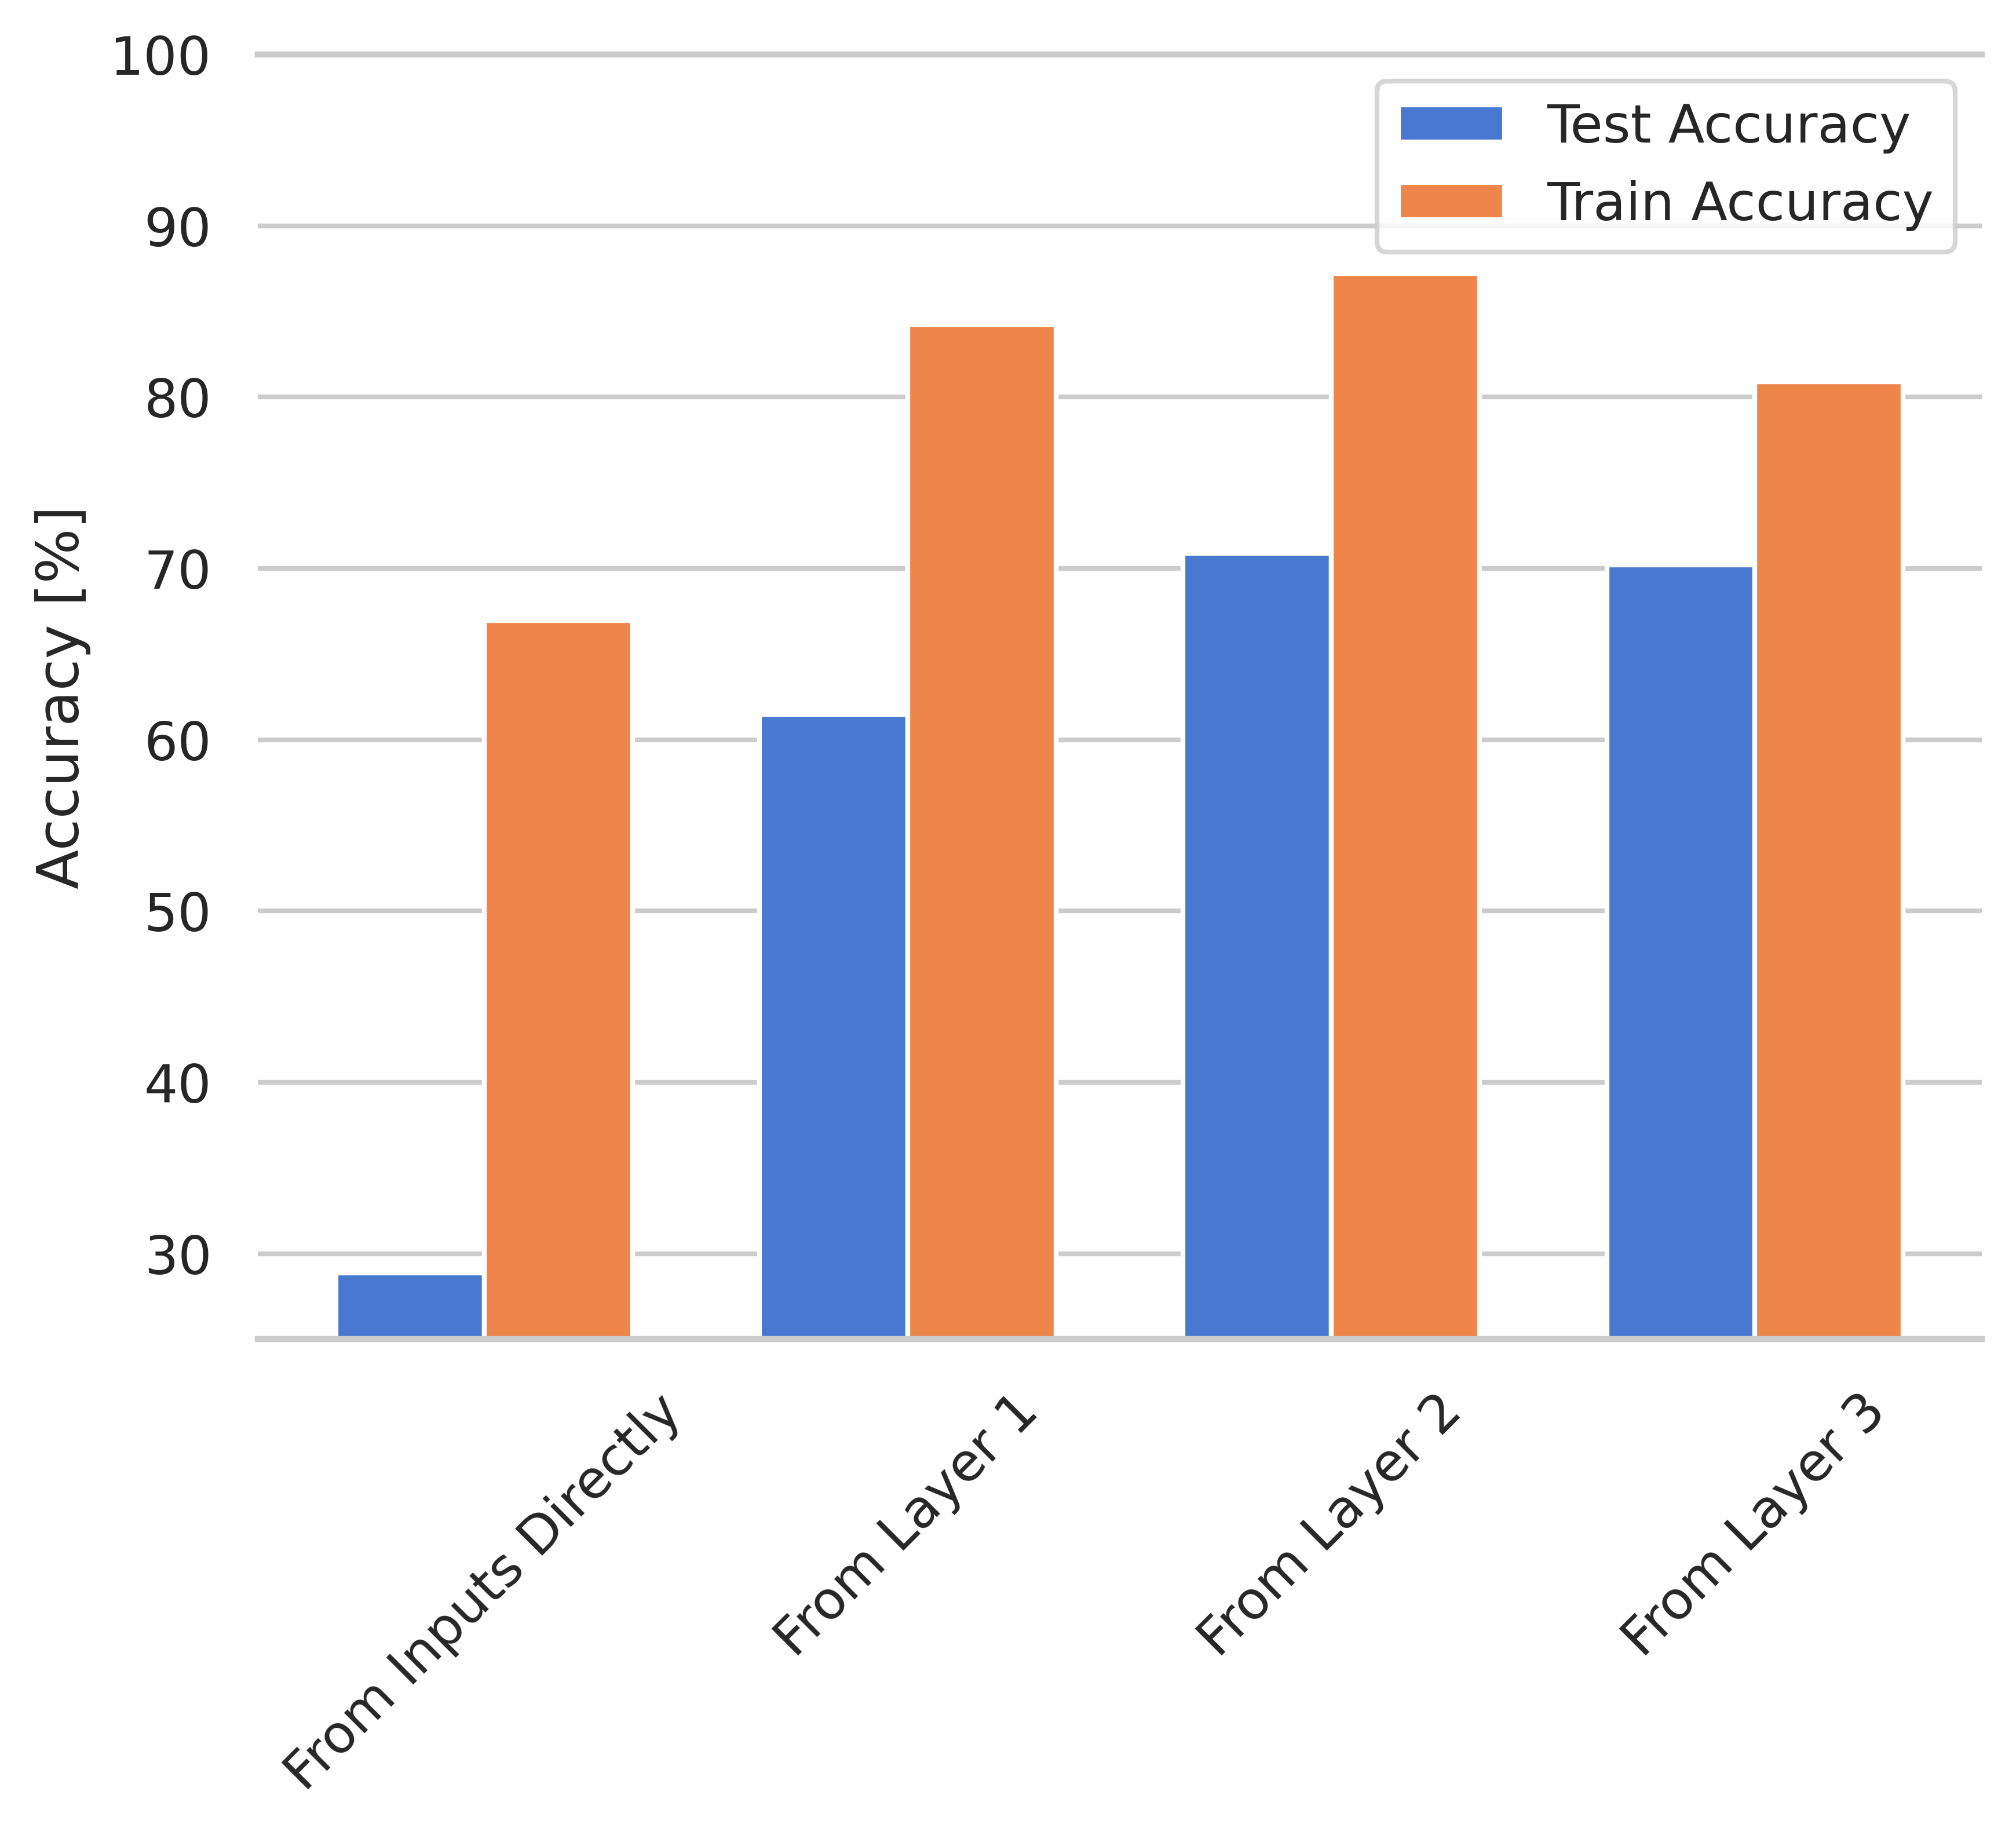 100
90
80
70
60
50
40
30
Accuracy [%]
Test Accuracy
Train Accuracy
From Inputs Directly
From Layer 1
From Layer 2
From Layer 3